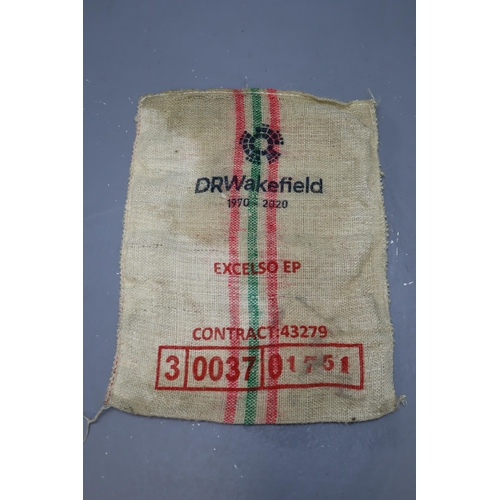 DRWakefield
1970 - 2020
EXCELSO EP
CONTRACT:43279
3 0037 01751